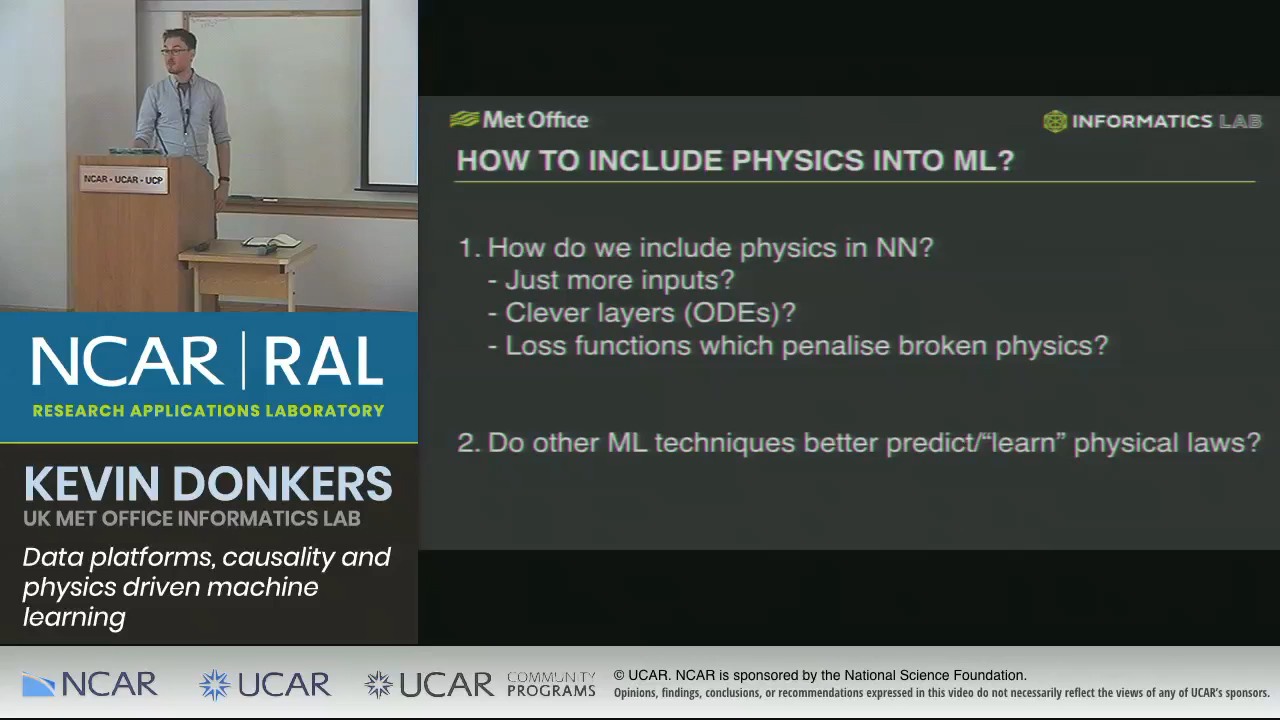 NCAR - UCAR - UCP
NCAR | RAL
RESEARCH APPLICATIONS LABORATORY
KEVIN DONKERS
UK MET OFFICE INFORMATICS LAB
Data platforms, causality and
physics driven machine
learning
Met Office
INFORMATICS LAB
HOW TO INCLUDE PHYSICS INTO ML?
1. How do we include physics in NN?
- Just more inputs?
- Clever layers (ODEs)?
- Loss functions which penalise broken physics?
2. Do other ML techniques better predict/“learn” physical laws?
NCAR
UCAR
UCAR
COMMUNITY
PROGRAMS
© UCAR. NCAR is sponsored by the National Science Foundation.
Opinions, findings, conclusions, or recommendations expressed in this video do not necessarily reflect the views of any of UCAR's sponsors.